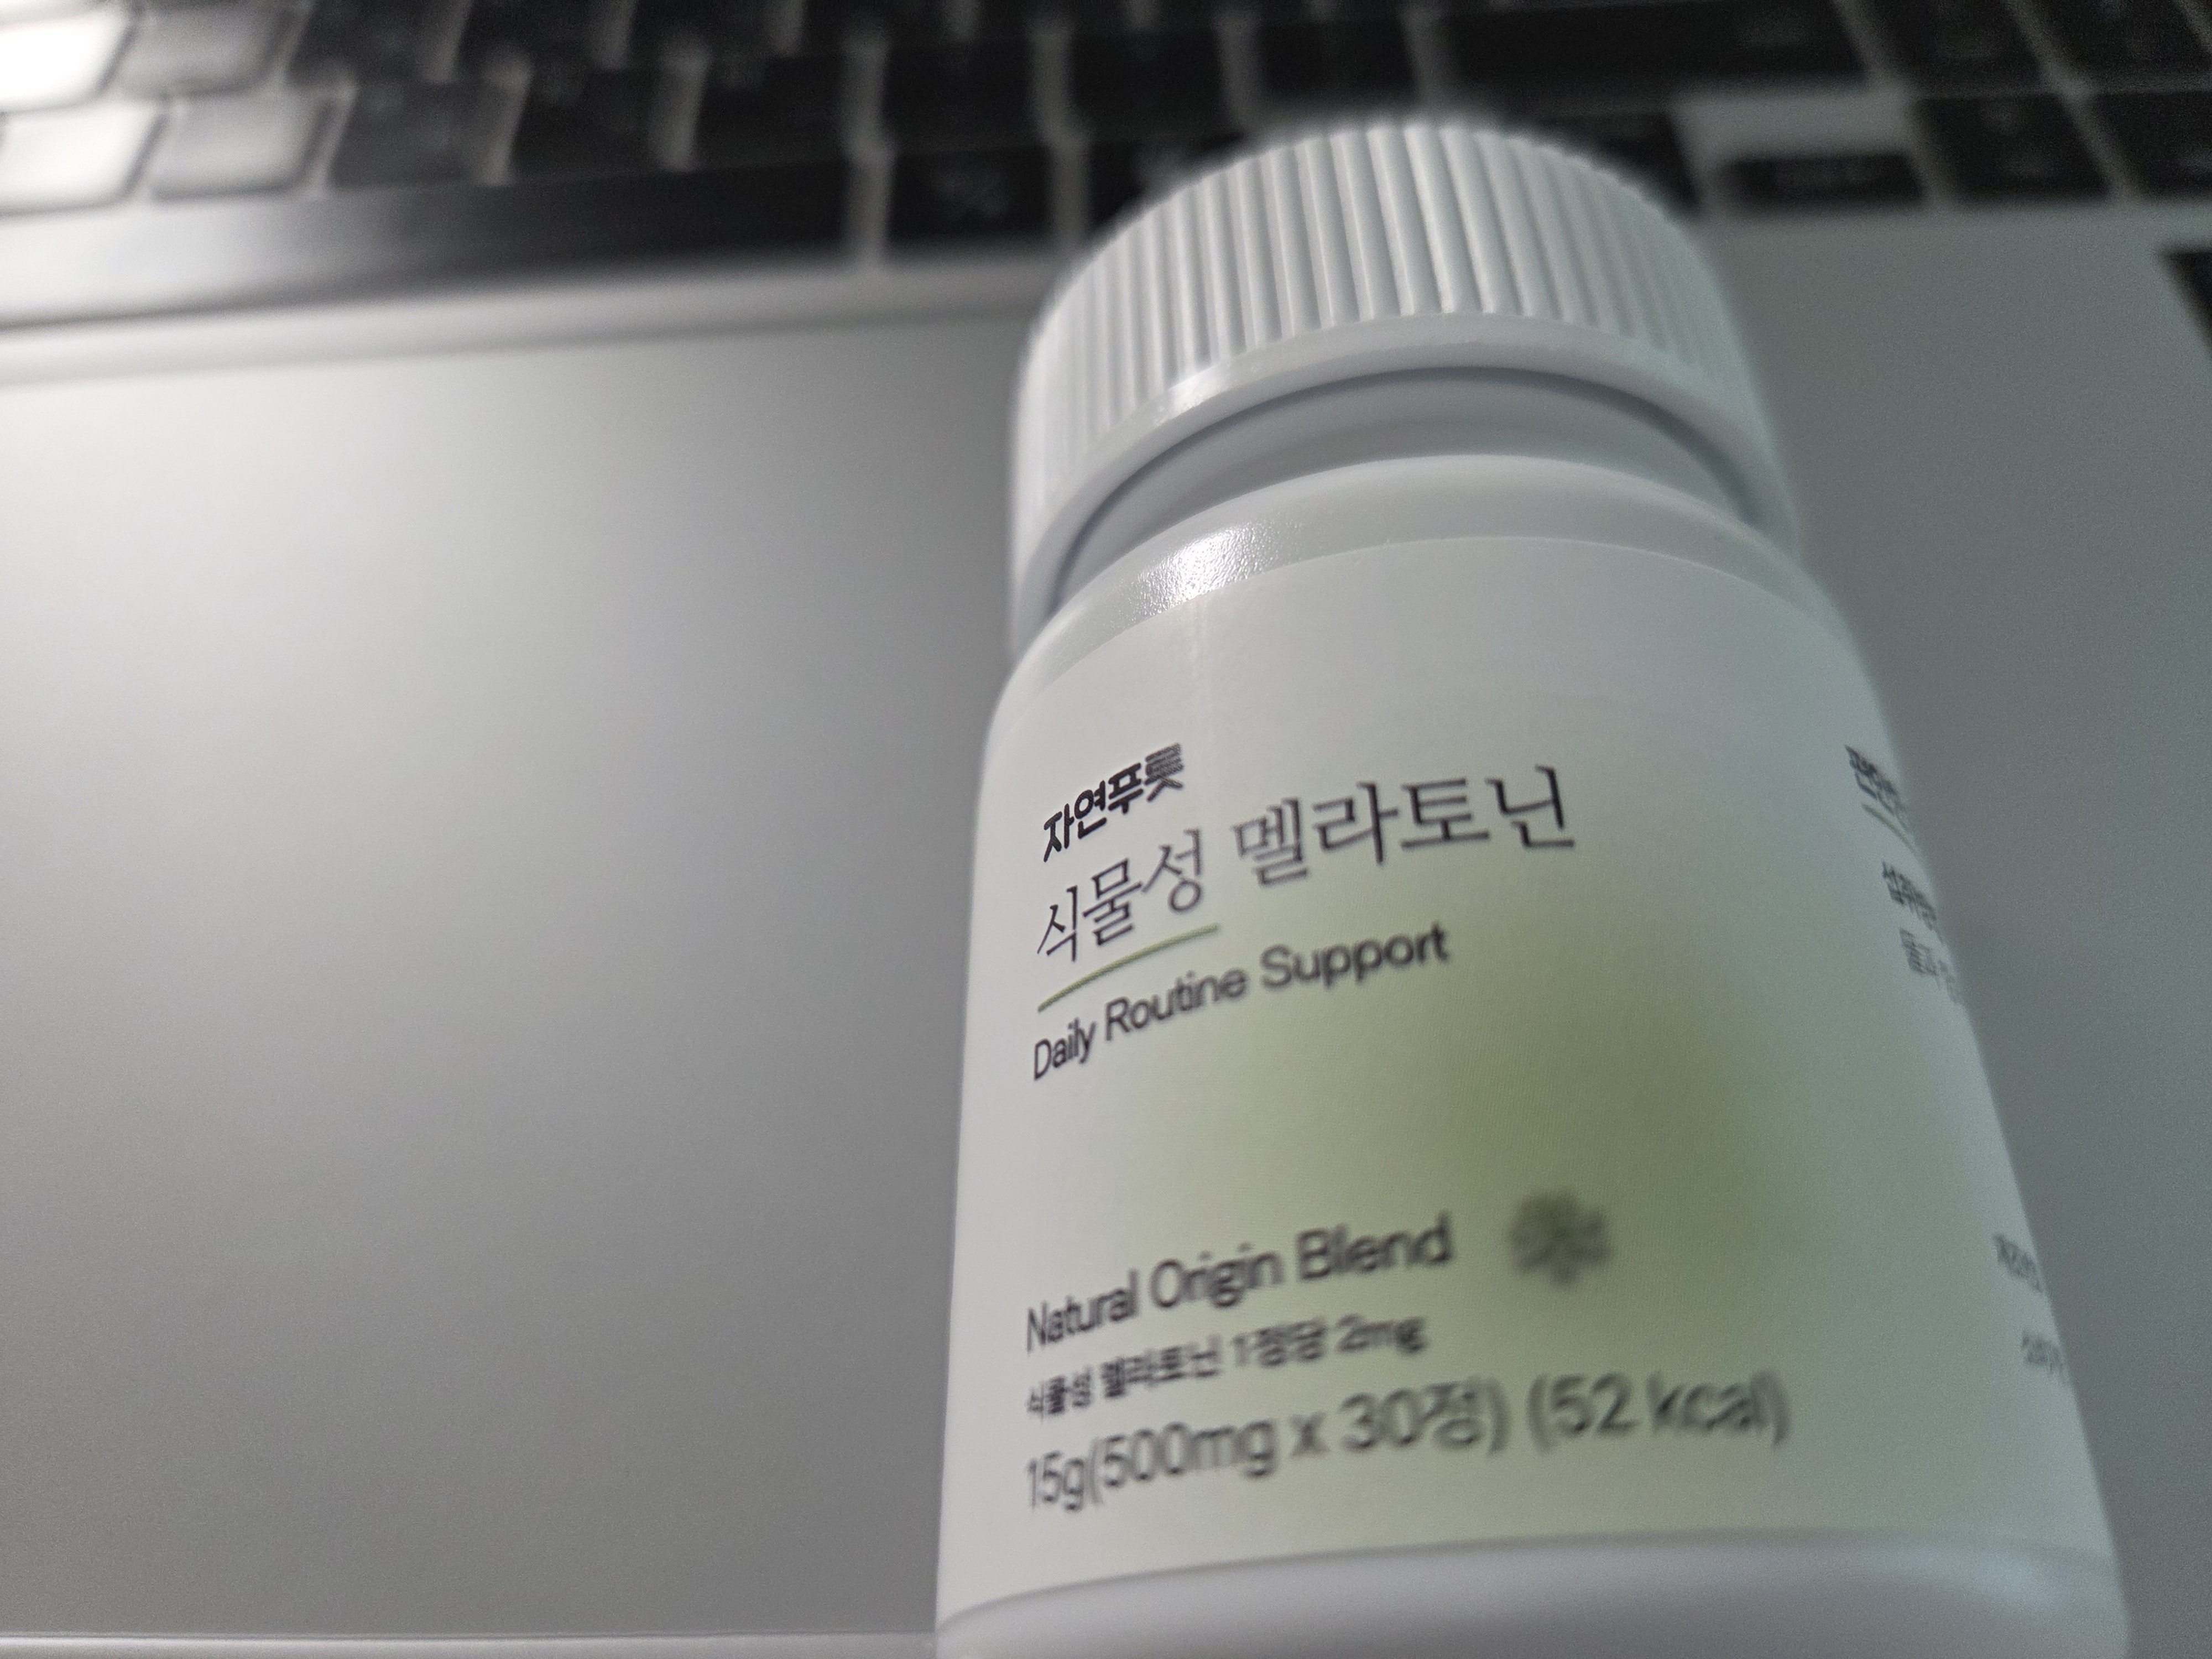 자연푸릇
식물성 멜라토닌
Daily Routine Support
Natural Origin Blend
식물성 멜라토닌 1정당 2mg
15g(500mg x 30정) (52 kcal)